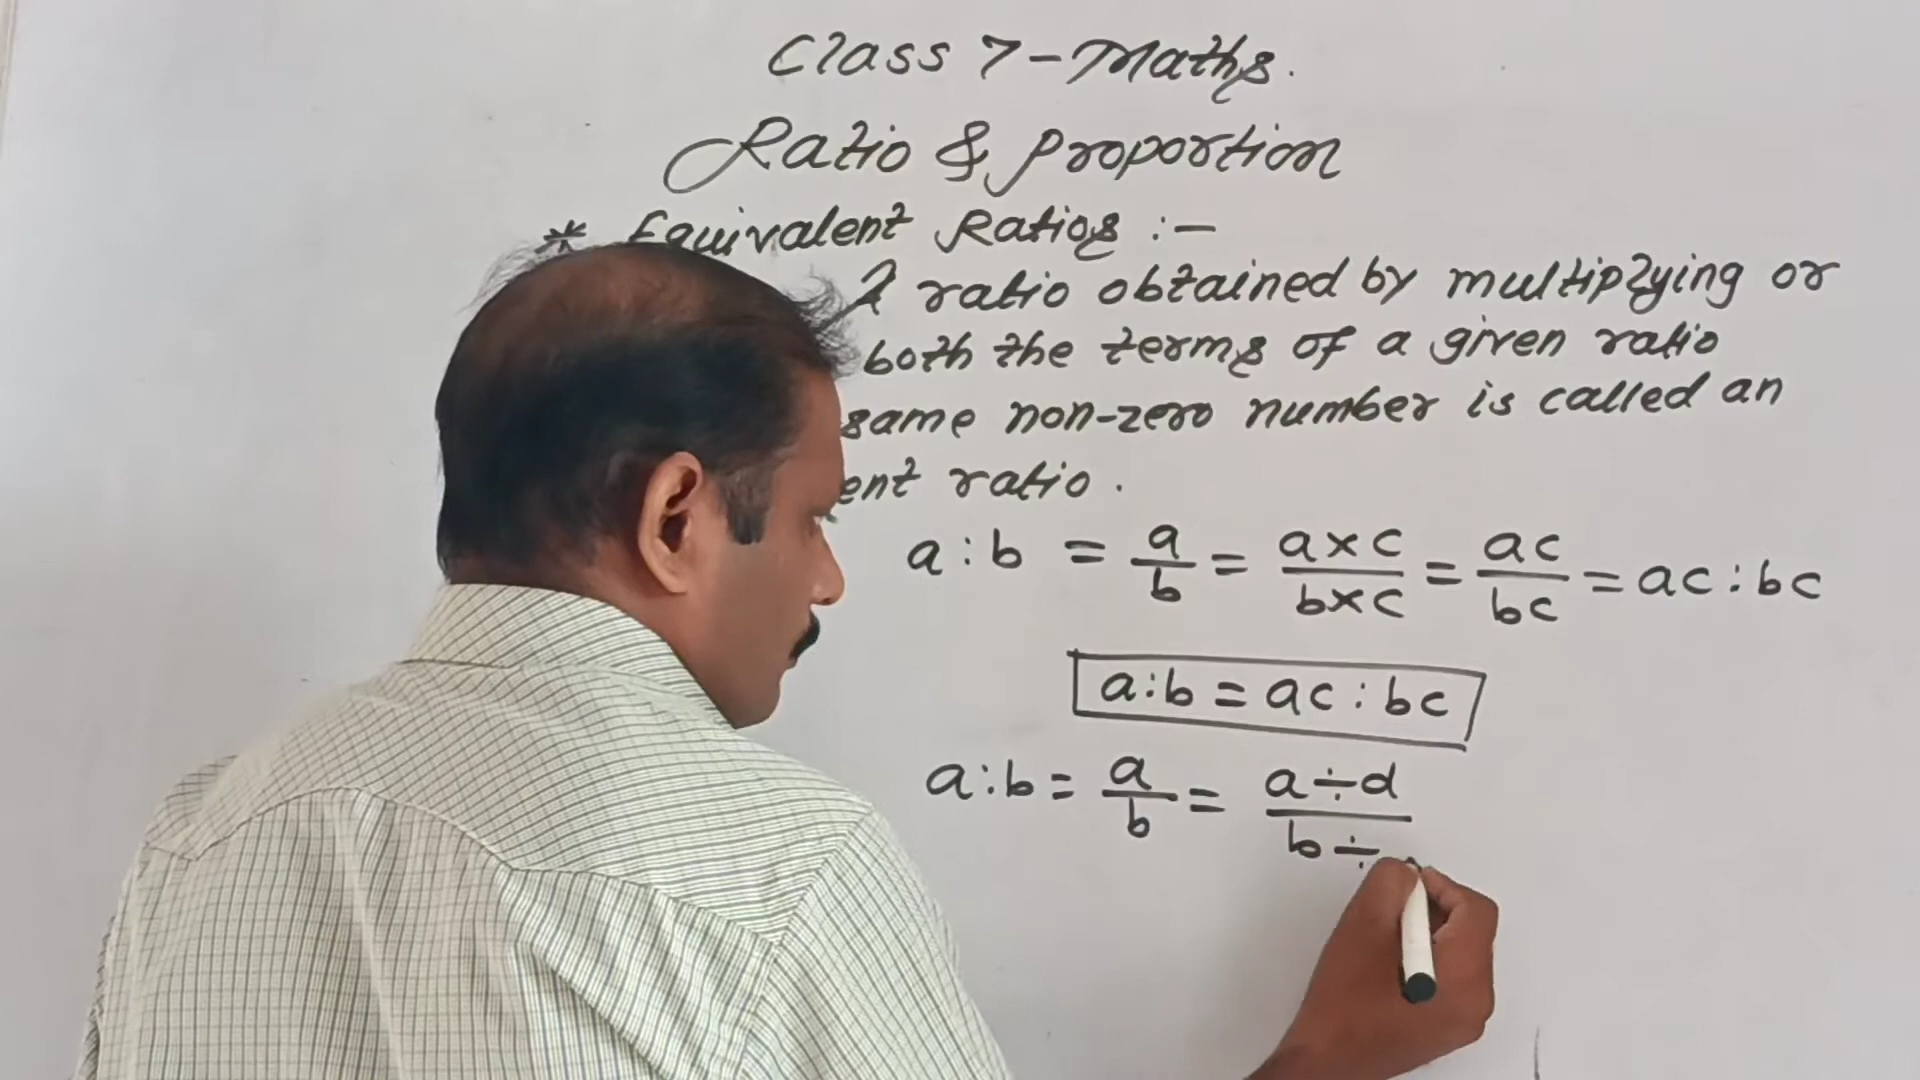 Class 7 - Maths.
Ratio & Proportion
* Equivalent Ratios :-
A ratio obtained by multiplying or
both the terms of a given ratio
same non-zero number is called an
ent ratio.
a : b = a/b = a×c/b×c = ac/bc = ac : bc
a : b = ac : bc
a : b = a/b = a÷d/b÷